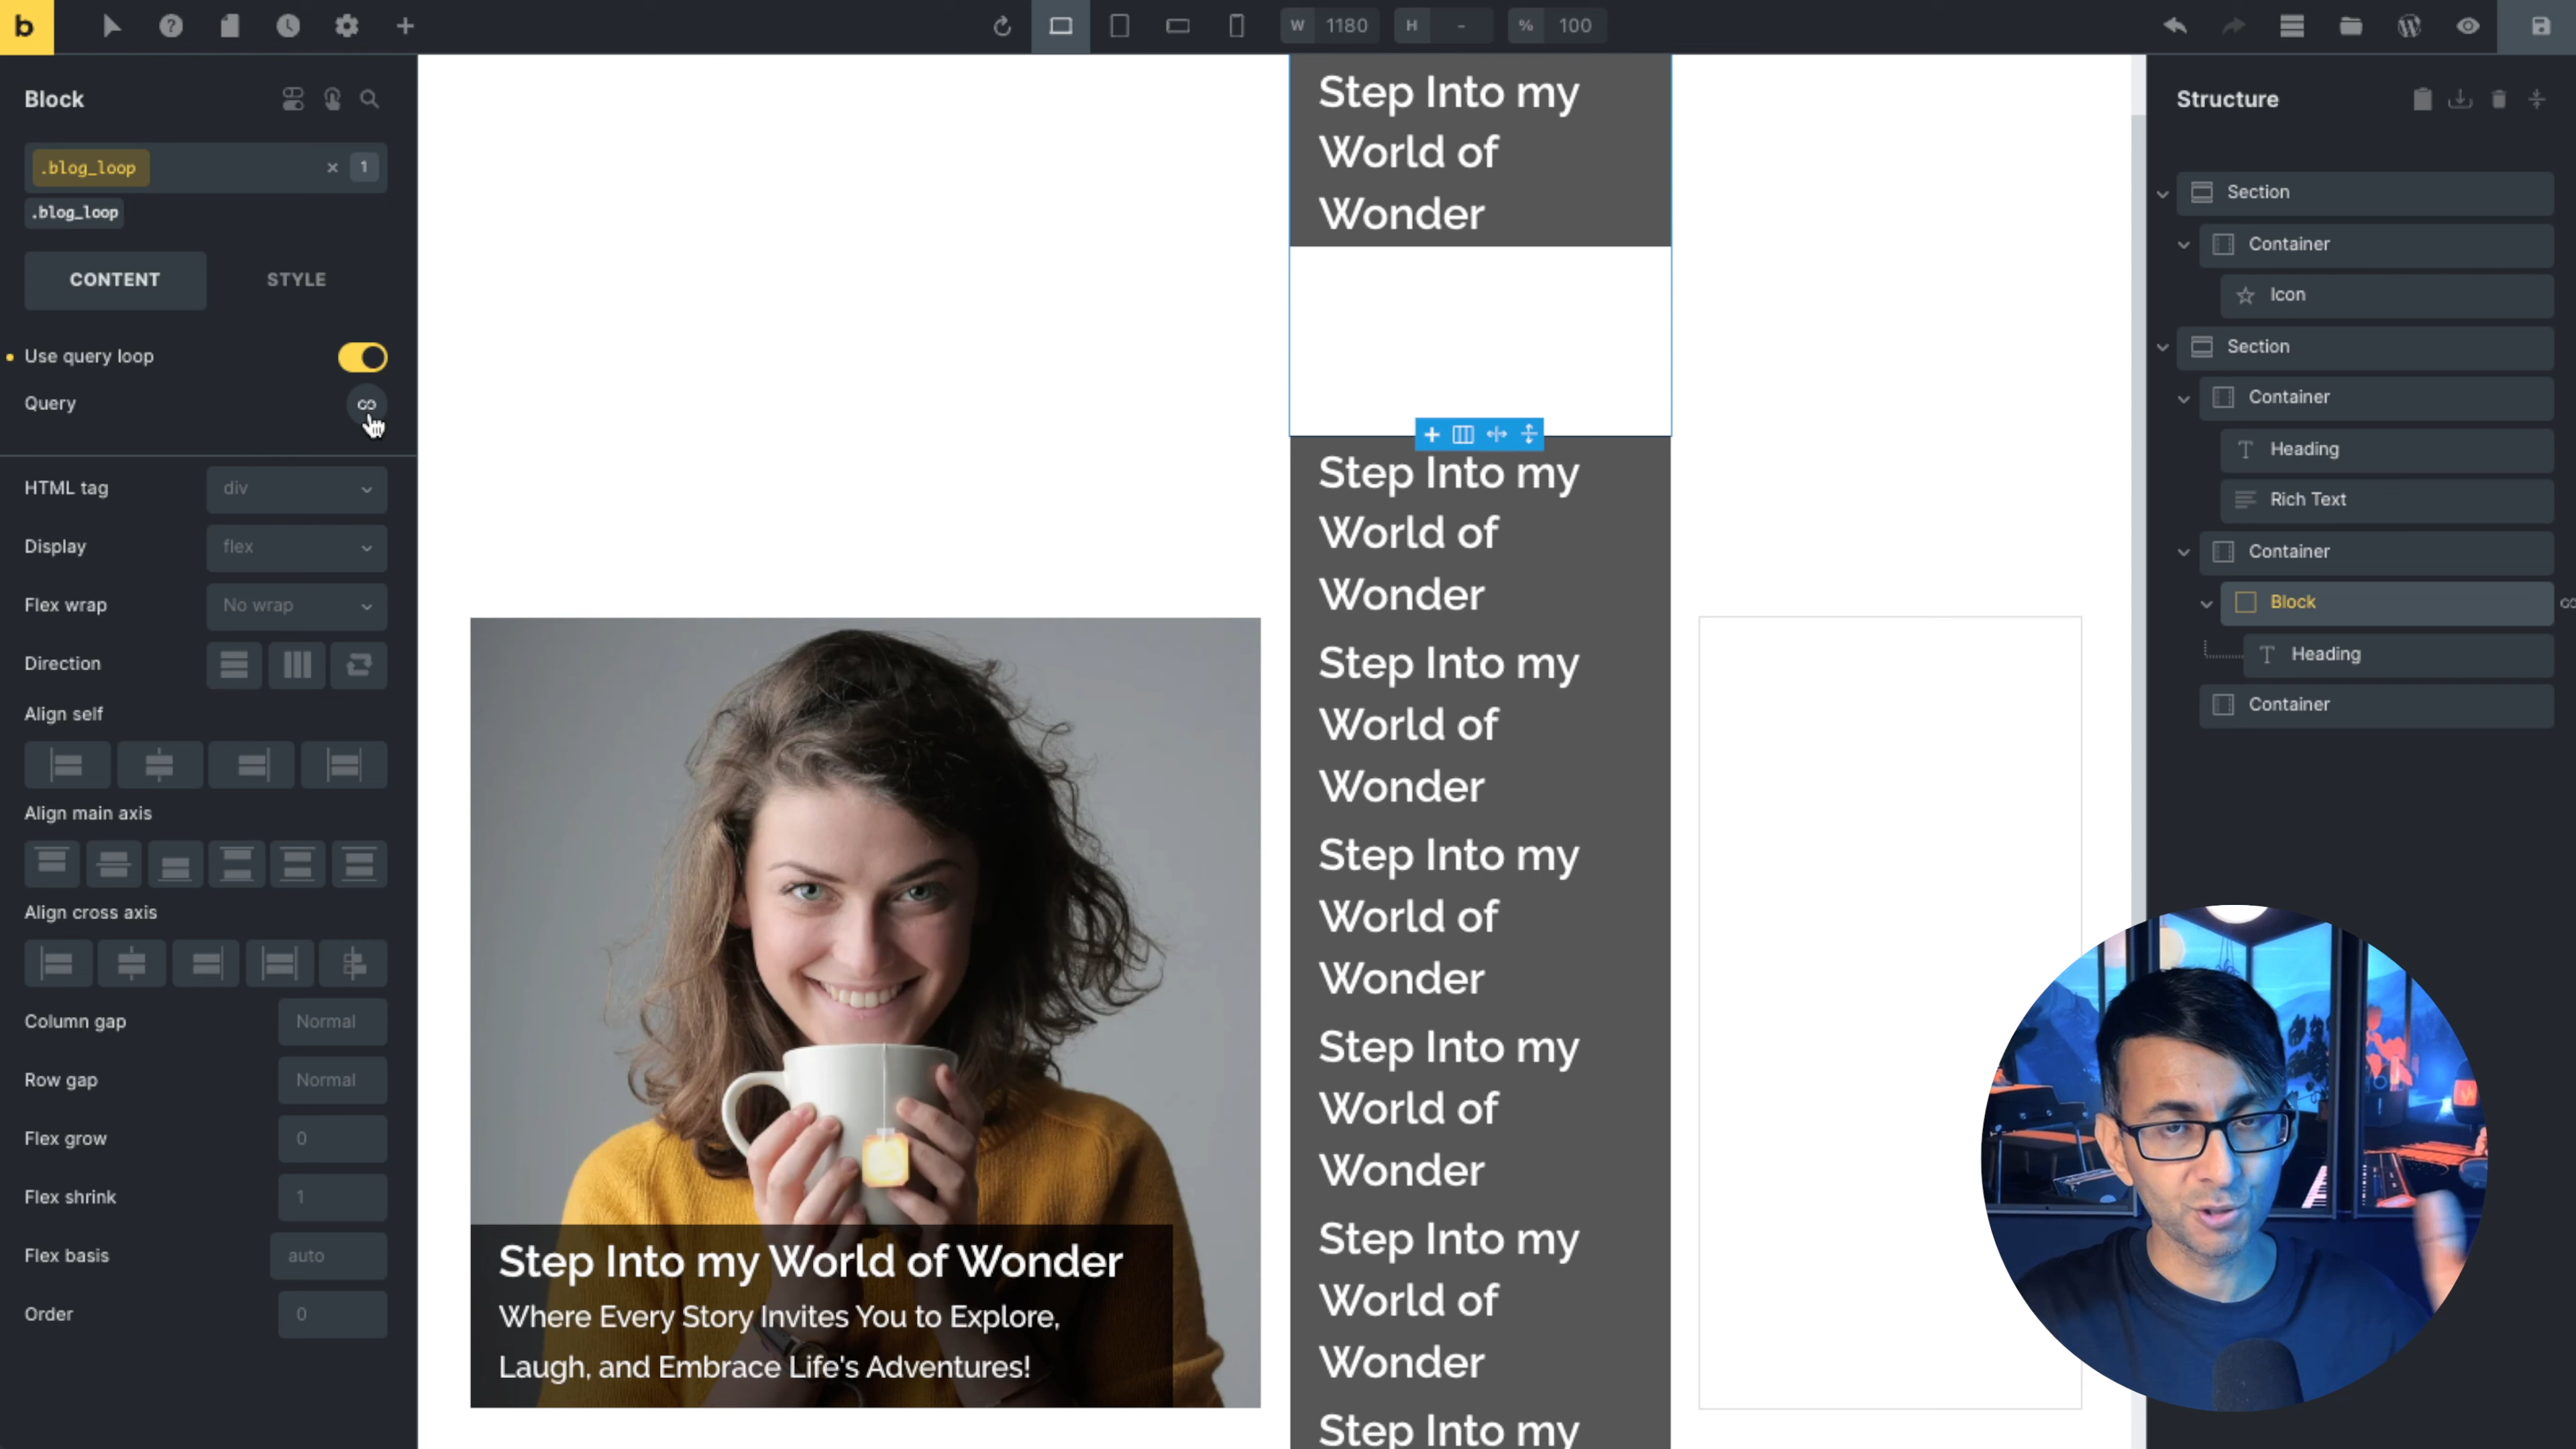 b
W 1180
H -
% 100
Block
.blog_loop × 1
.blog_loop
CONTENT
STYLE
Use query loop
Query
HTML tag
div
Display
flex
Flex wrap
No wrap
Direction
Align self
Align main axis
Align cross axis
Column gap
Normal
Row gap
Normal
Flex grow
0
Flex shrink
1
Flex basis
auto
Order
0
Step Into my
World of
Wonder
Step Into my
World of
Wonder
Step Into my
World of
Wonder
Step Into my
World of
Wonder
Step Into my
World of
Wonder
Step Into my
World of
Wonder
Step Into my
Step Into my World of Wonder
Where Every Story Invites You to Explore,
Laugh, and Embrace Life's Adventures!
Structure
Section
Container
Icon
Section
Container
Heading
Rich Text
Container
Block
Heading
Container